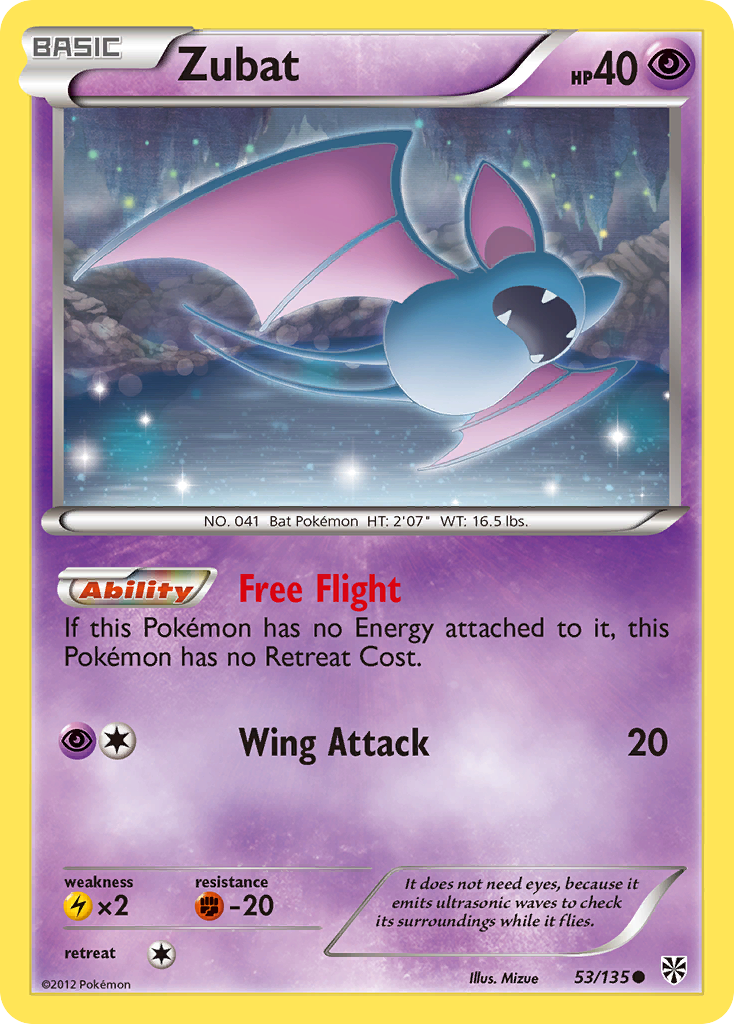 BASIC
Zubat
HP40
NO. 041 Bat Pokémon HT: 2'07" WT: 16.5 lbs.
Ability Free Flight
If this Pokémon has no Energy attached to it, this
Pokémon has no Retreat Cost.
Wing Attack 20
weakness resistance
×2 -20
retreat
It does not need eyes, because it
emits ultrasonic waves to check
its surroundings while it flies.
©2012 Pokémon Illus. Mizue 53/135